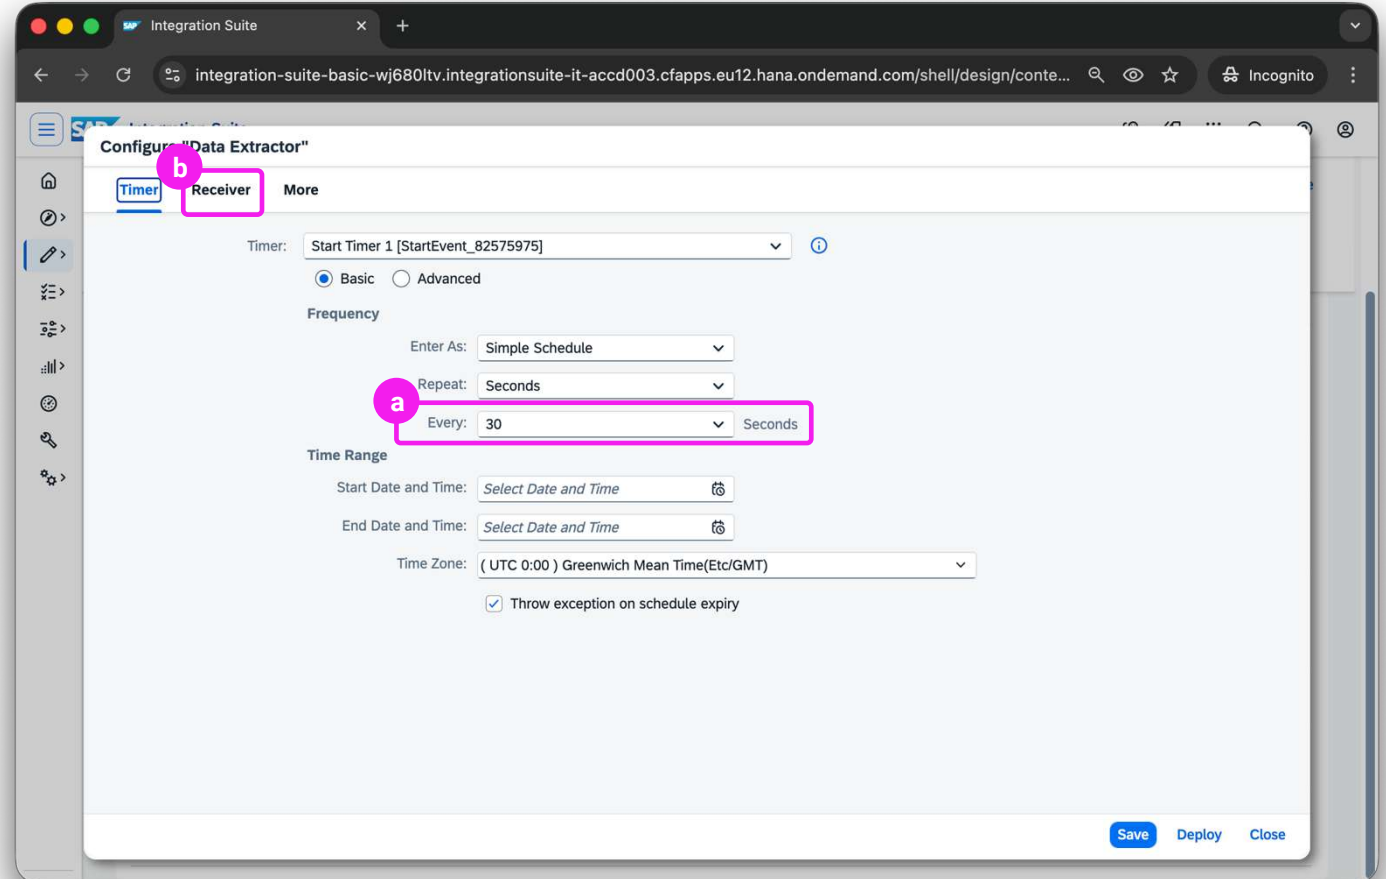 SAP Integration Suite
integration-suite-basic-wj680ltv.integrationsuite-it-accd003.cfapps.eu12.hana.ondemand.com/shell/design/conte...
Incognito
Configure "Data Extractor"
b
Timer Receiver More
Timer: Start Timer 1 [StartEvent_82575975]
Basic Advanced
Frequency
Enter As: Simple Schedule
Repeat: Seconds
a
Every: 30 Seconds
Time Range
Start Date and Time: Select Date and Time
End Date and Time: Select Date and Time
Time Zone: ( UTC 0:00 ) Greenwich Mean Time(Etc/GMT)
Throw exception on schedule expiry
Save Deploy Close